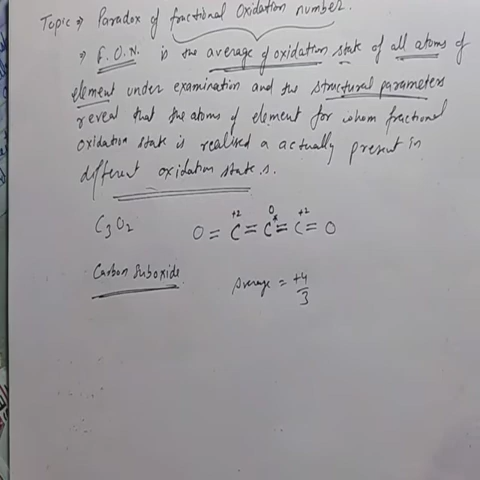 Topic ⇒ Paradox of fractional Oxidation number.
⇒ F.O.N. is the average of oxidation state of all atoms of
element under examination and the structural parameters
reveal that the atoms of element for whom fractional
oxidation state is realised a actually present in
different oxidation states.
C3O2
+2 0 +2
O = C = C* = C = O
Carbon Suboxide
Average = +4/3